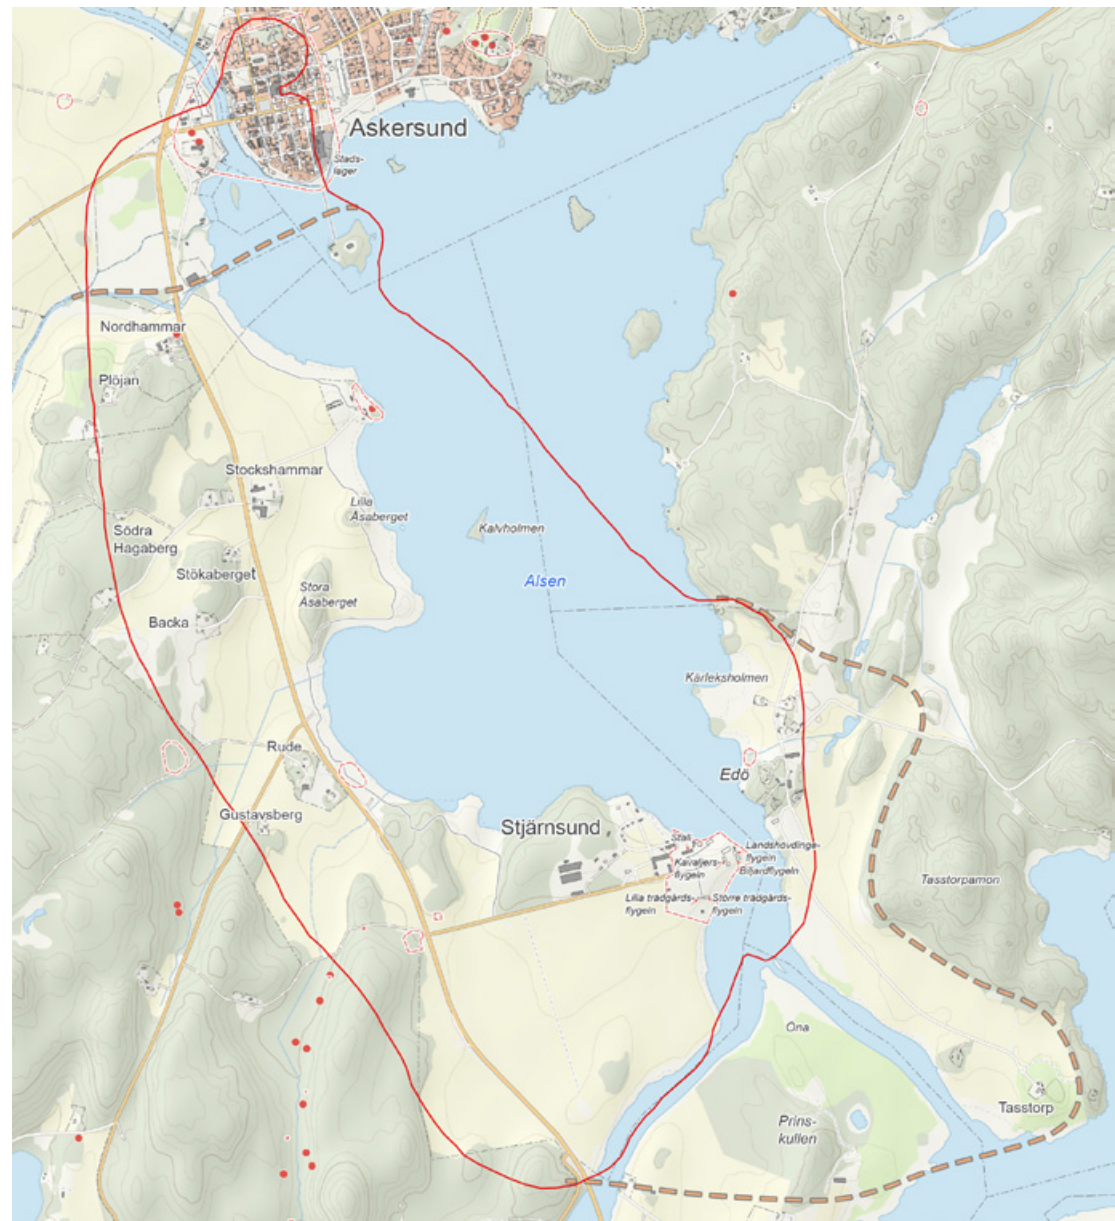 Askersund
Stads-
lager
Nordhammar
Plöjan
Stockshammar
Lilla
Åsaberget
Kalvholmen
Södra
Hagaberg
Stökaberget
Alsen
Stora
Åsaberget
Backa
Kärleksholmen
Rude
Edö
Gustavsberg
Stjärnsund
Stall
Kavaljers-
flygeln
Landshövdinge-
flygeln
Biljardflygeln
Lilla trädgårds-
flygeln
Större trädgårds-
flygeln
Tasstorpamon
Öna
Prins-
kullen
Tasstorp